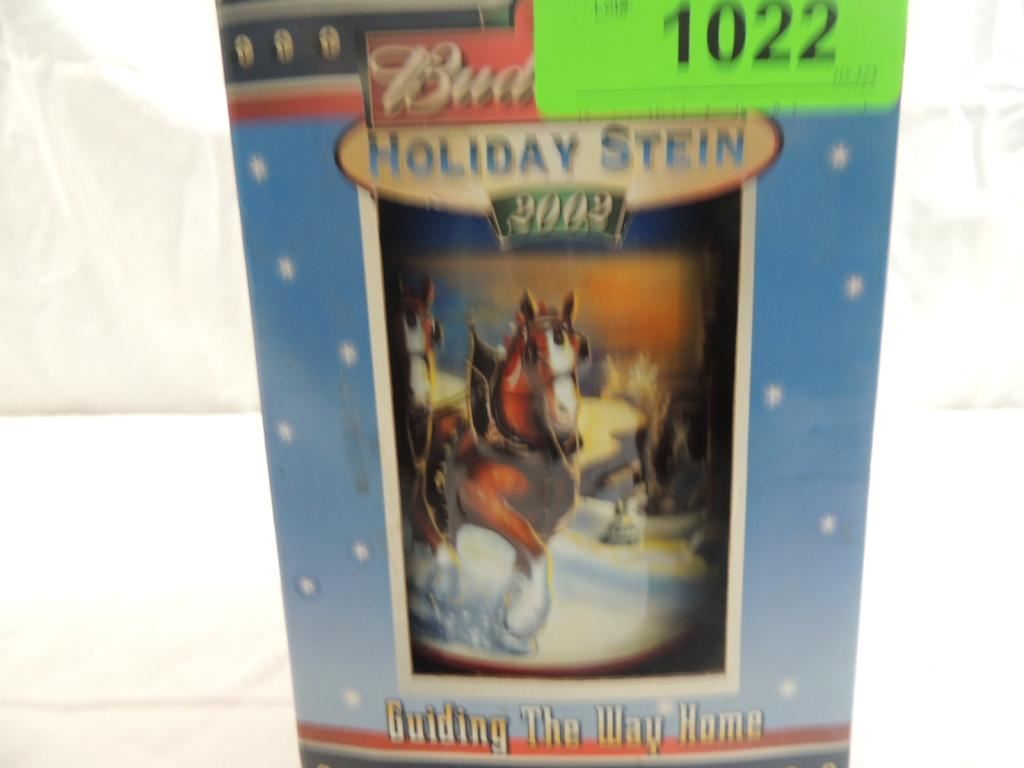 1022
Bud
HOLIDAY STEIN
2002
Guiding The Way Home